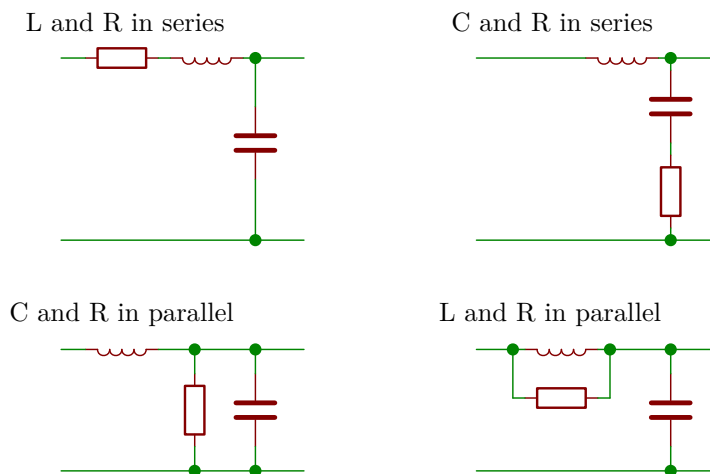 L and R in series
C and R in series
C and R in parallel
L and R in parallel